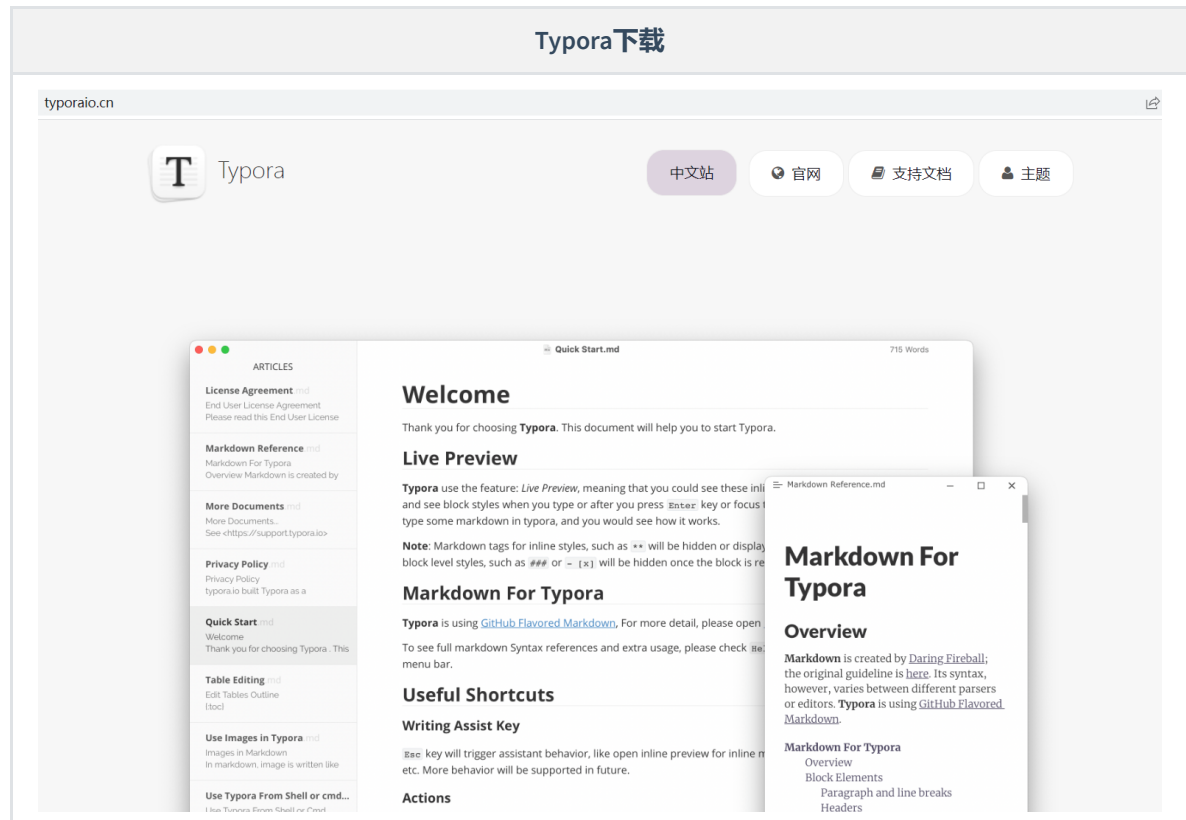 Typora下载
typoraio.cn
Typora
中文站
官网
支持文档
主题
ARTICLES
License Agreement.md
End User License Agreement
Please read this End User License
Markdown Reference.md
Markdown For Typora
Overview Markdown is created by
More Documents.md
More Documents..
See <https://support.typora.io>
Privacy Policy.md
Privacy Policy
typora.io built Typora as a
Quick Start.md
Welcome
Thank you for choosing Typora . This
Table Editing.md
Edit Tables Outline
[:toc]
Use Images in Typora.md
Images in Markdown
In markdown, image is written like
Use Typora From Shell or cmd...
Use Typora From Shell or Cmd
Quick Start.md
715 Words
Welcome
Thank you for choosing Typora. This document will help you to start Typora.
Live Preview
Typora use the feature: Live Preview, meaning that you could see these inli
and see block styles when you type or after you press Enter key or focus
type some markdown in typora, and you would see how it works.
Note: Markdown tags for inline styles, such as ** will be hidden or display
block level styles, such as ### or - [x] will be hidden once the block is re
Markdown For Typora
Typora is using GitHub Flavored Markdown, For more detail, please open
To see full markdown Syntax references and extra usage, please check He
menu bar.
Useful Shortcuts
Writing Assist Key
Esc key will trigger assistant behavior, like open inline preview for inline m
etc. More behavior will be supported in future.
Actions
Markdown Reference.md
Markdown For
Typora
Overview
Markdown is created by Daring Fireball;
the original guideline is here. Its syntax,
however, varies between different parsers
or editors. Typora is using GitHub Flavored
Markdown.
Markdown For Typora
Overview
Block Elements
Paragraph and line breaks
Headers